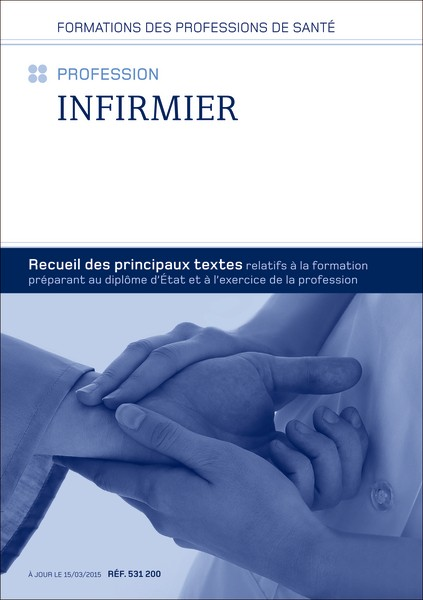 FORMATIONS DES PROFESSIONS DE SANTÉ
PROFESSION
INFIRMIER
Recueil des principaux textes relatifs à la formation
préparant au diplôme d'État et à l'exercice de la profession
À JOUR LE 15/03/2015 RÉF. 531 200